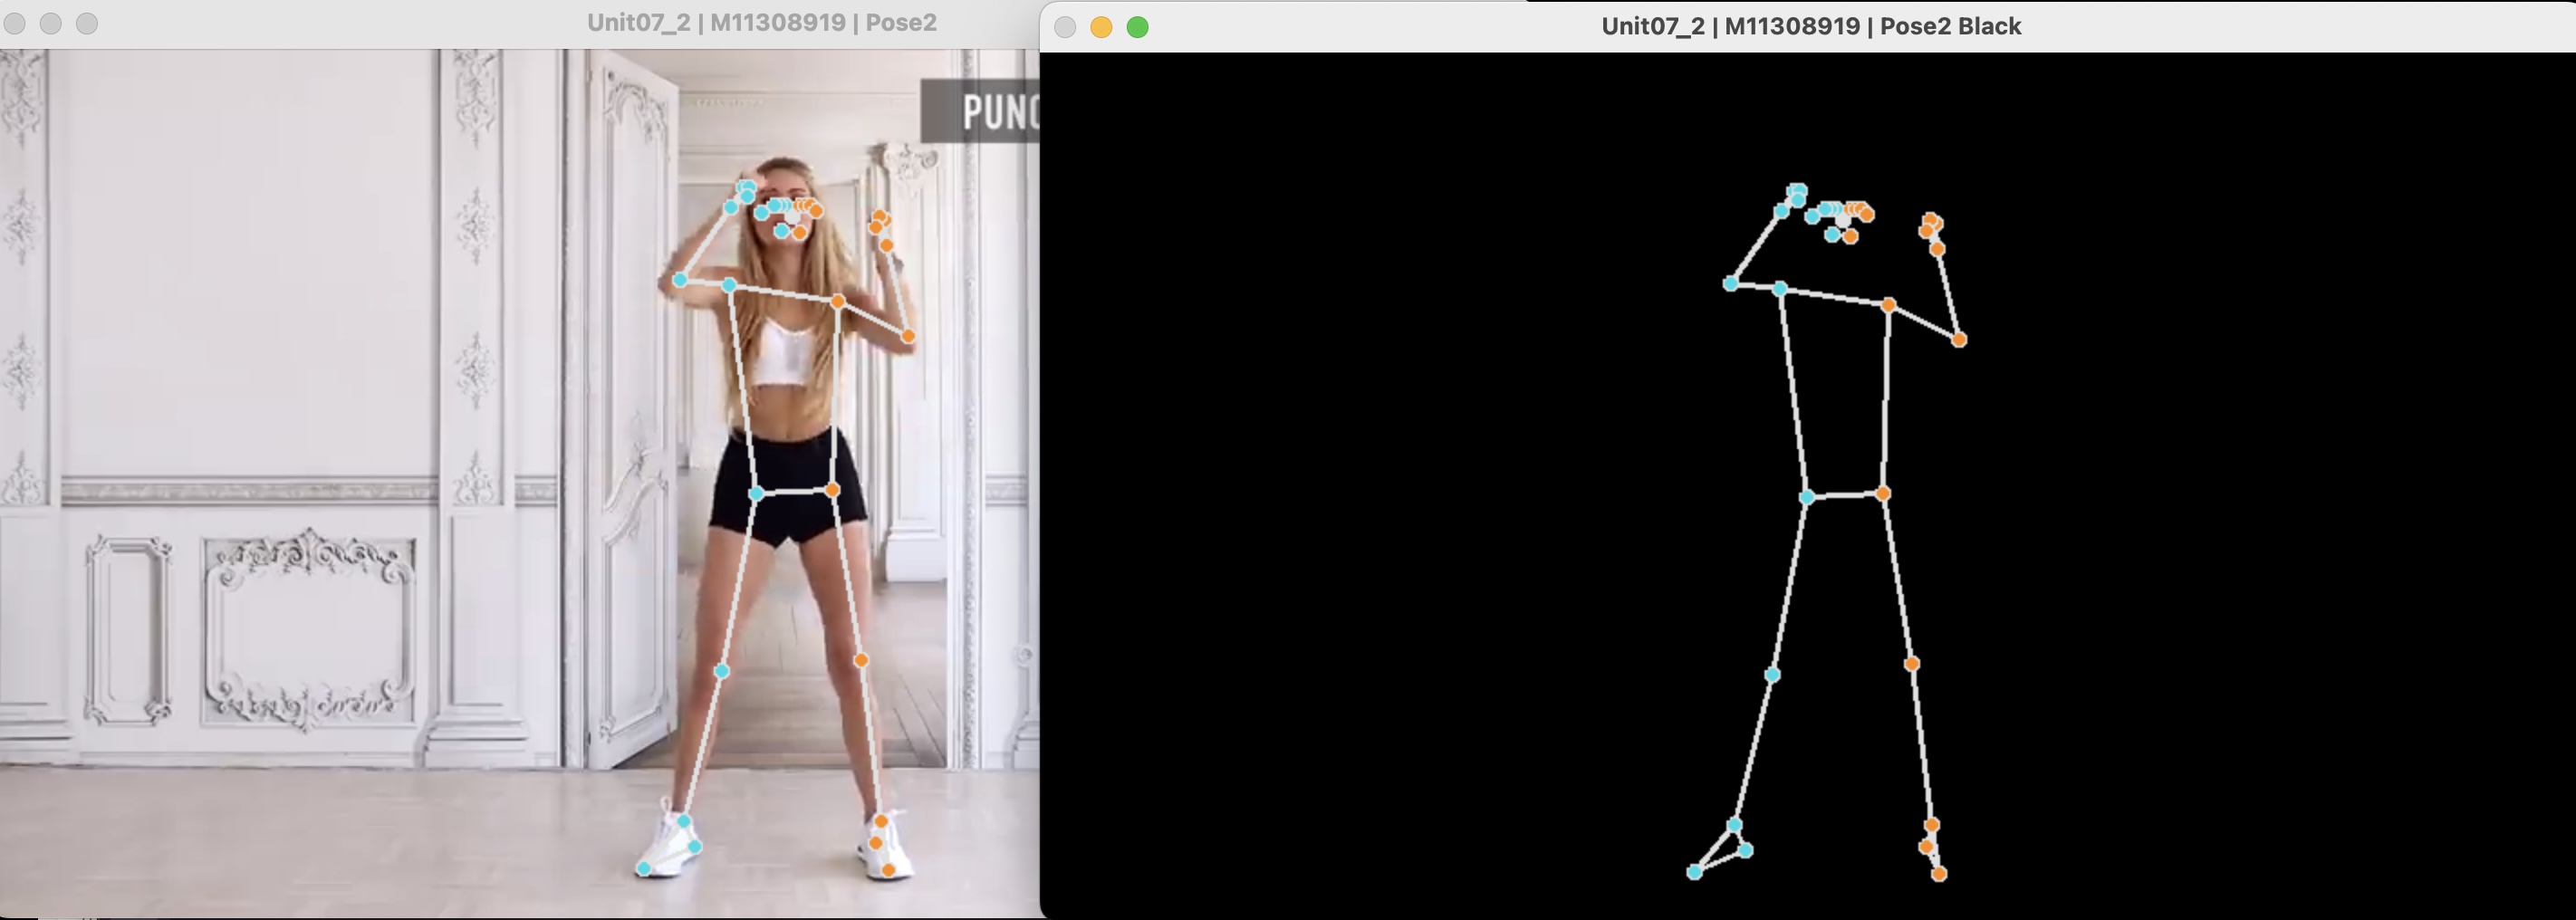 Unit07_2 | M11308919 | Pose2
Unit07_2 | M11308919 | Pose2 Black
PUNC